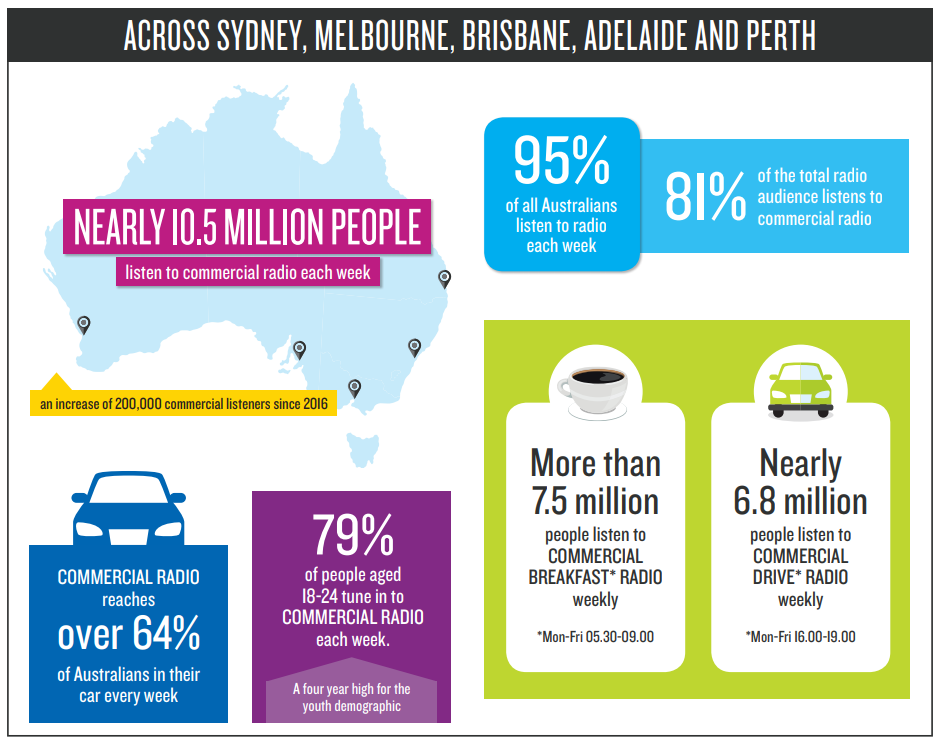 ACROSS SYDNEY, MELBOURNE, BRISBANE, ADELAIDE AND PERTH
NEARLY 10.5 MILLION PEOPLE
listen to commercial radio each week
an increase of 200,000 commercial listeners since 2016
95%
of all Australians
listen to radio
each week
81%
of the total radio
audience listens to
commercial radio
COMMERCIAL RADIO
reaches
over 64%
of Australians in their
car every week
79%
of people aged
18-24 tune in to
COMMERCIAL RADIO
each week.
A four year high for the
youth demographic
More than
7.5 million
people listen to
COMMERCIAL
BREAKFAST* RADIO
weekly
*Mon-Fri 05.30-09.00
Nearly
6.8 million
people listen to
COMMERCIAL
DRIVE* RADIO
weekly
*Mon-Fri 16.00-19.00